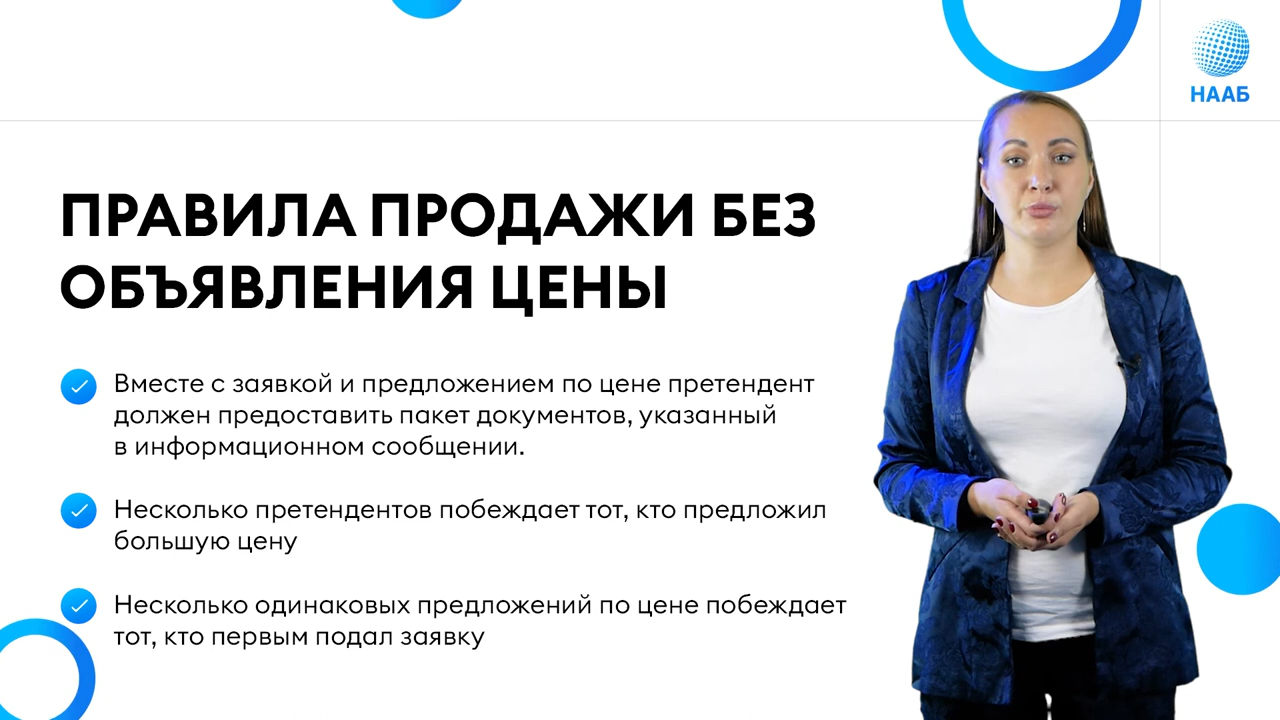 НААБ
ПРАВИЛА ПРОДАЖИ БЕЗ
ОБЪЯВЛЕНИЯ ЦЕНЫ
Вместе с заявкой и предложением по цене претендент
должен предоставить пакет документов, указанный
в информационном сообщении.
Несколько претендентов побеждает тот, кто предложил
большую цену
Несколько одинаковых предложений по цене побеждает
тот, кто первым подал заявку